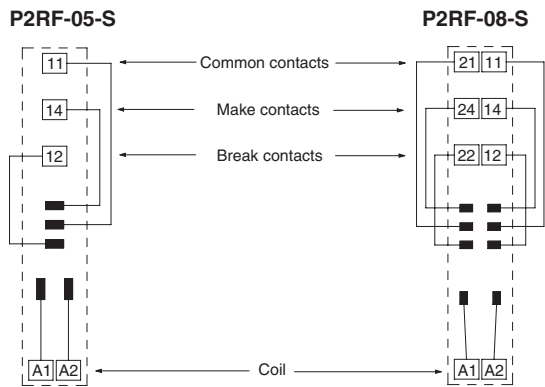 P2RF-05-S P2RF-08-S
11 Common contacts 21 11
14 Make contacts 24 14
12 Break contacts 22 12
A1 A2 Coil A1 A2